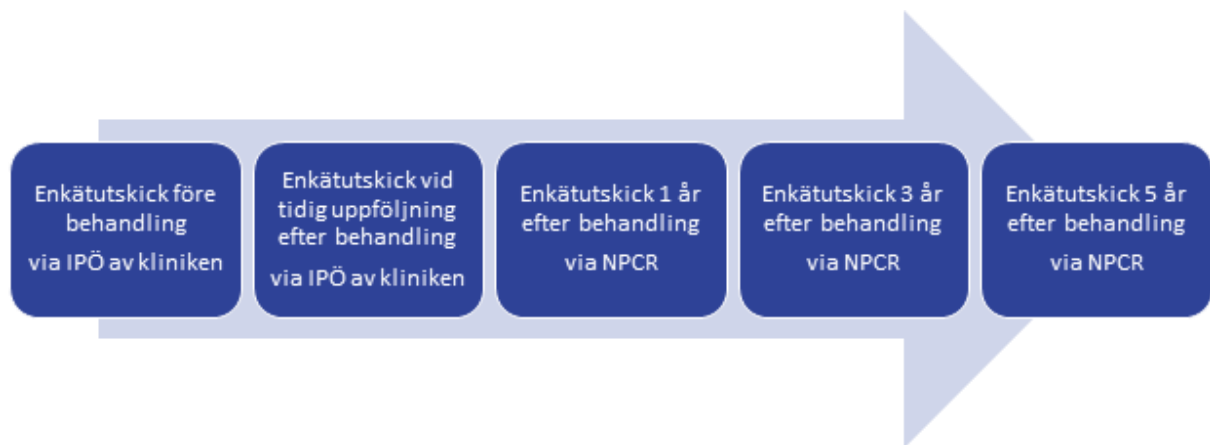 Enkätutskick före
behandling
via IPÖ av kliniken
Enkätutskick vid
tidig uppföljning
efter behandling
via IPÖ av kliniken
Enkätutskick 1 år
efter behandling
via NPCR
Enkätutskick 3 år
efter behandling
via NPCR
Enkätutskick 5 år
efter behandling
via NPCR